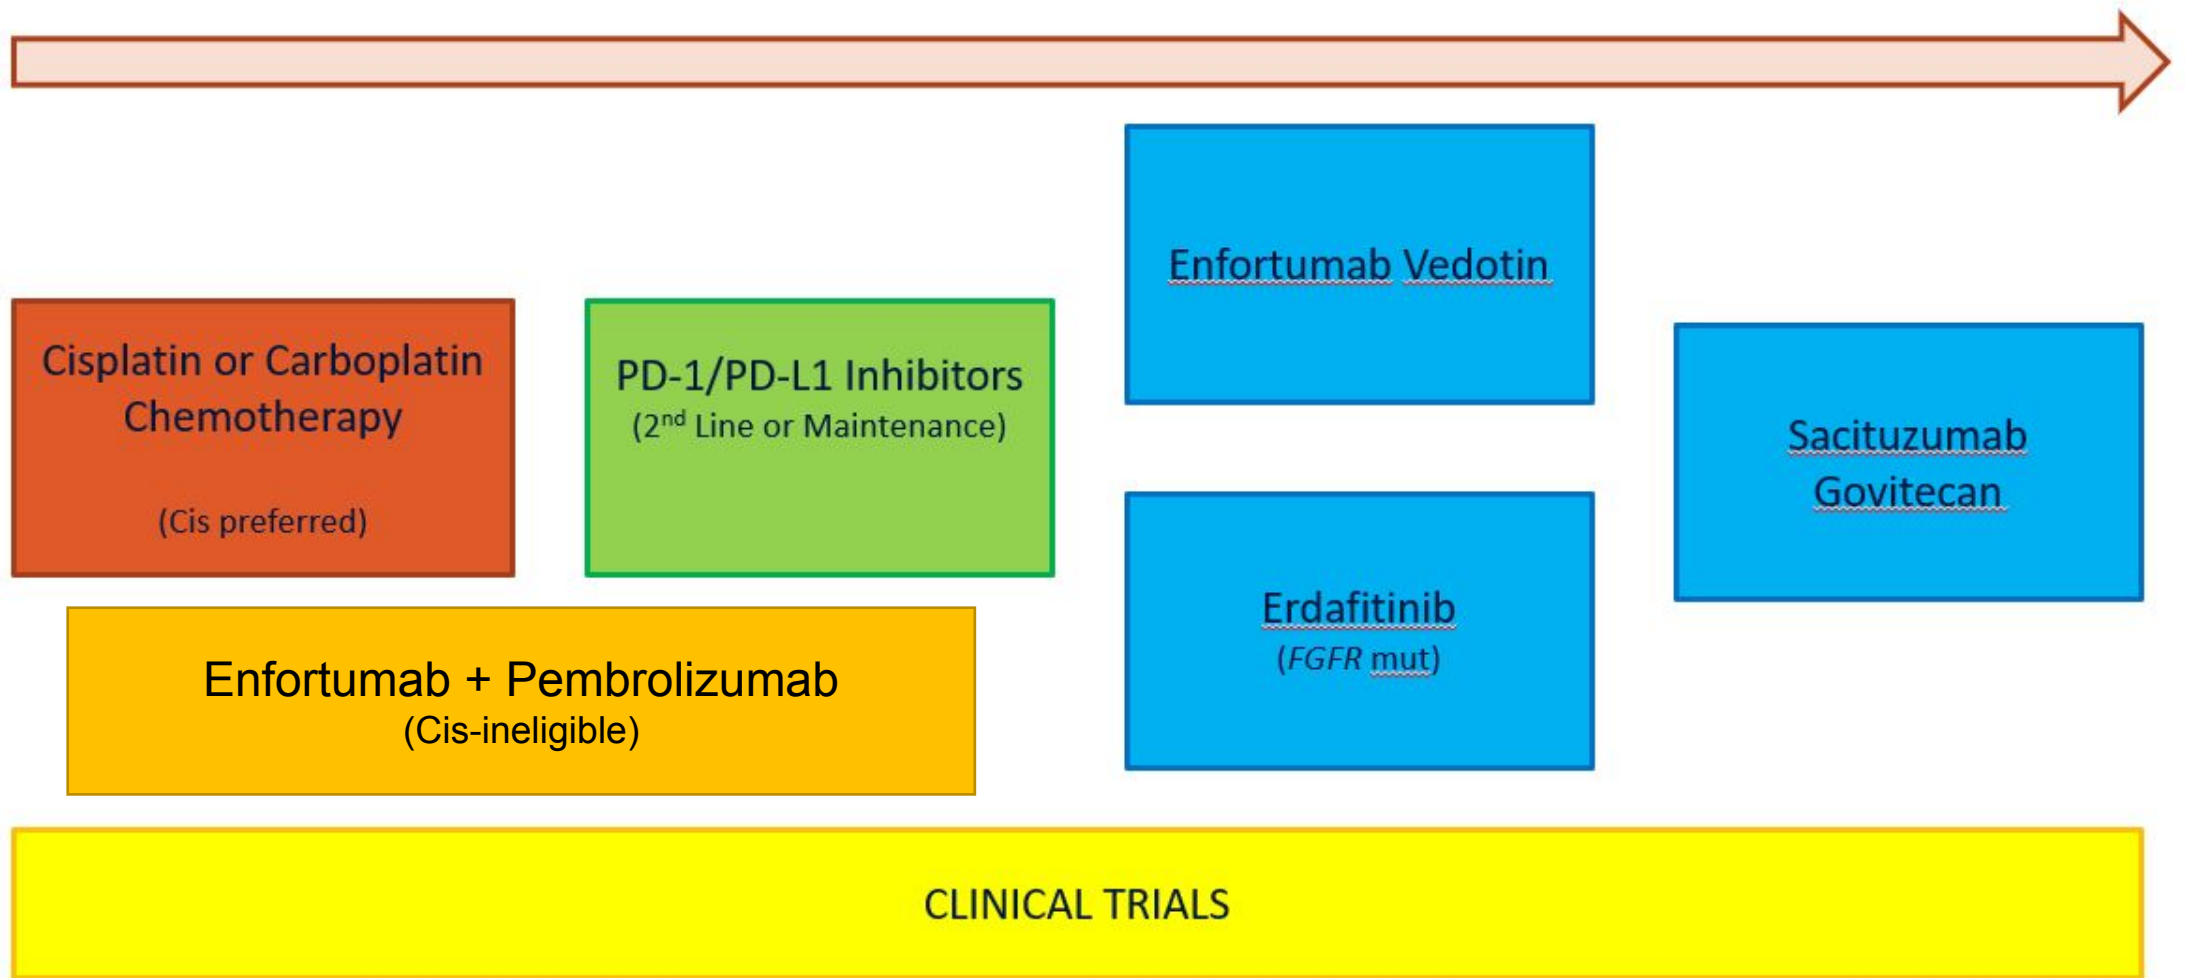 Cisplatin or Carboplatin
Chemotherapy
(Cis preferred)
PD-1/PD-L1 Inhibitors
(2nd Line or Maintenance)
Enfortumab Vedotin
Erdafitinib
(FGFR mut)
Sacituzumab
Govitecan
Enfortumab + Pembrolizumab
(Cis-ineligible)
CLINICAL TRIALS